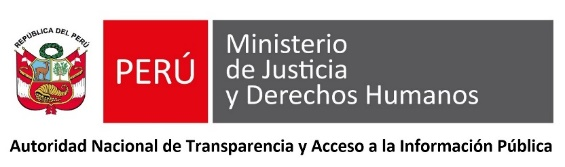 REPÚBLICA DEL PERÚ
PERÚ
Ministerio
de Justicia
y Derechos Humanos
Autoridad Nacional de Transparencia y Acceso a la Información Pública